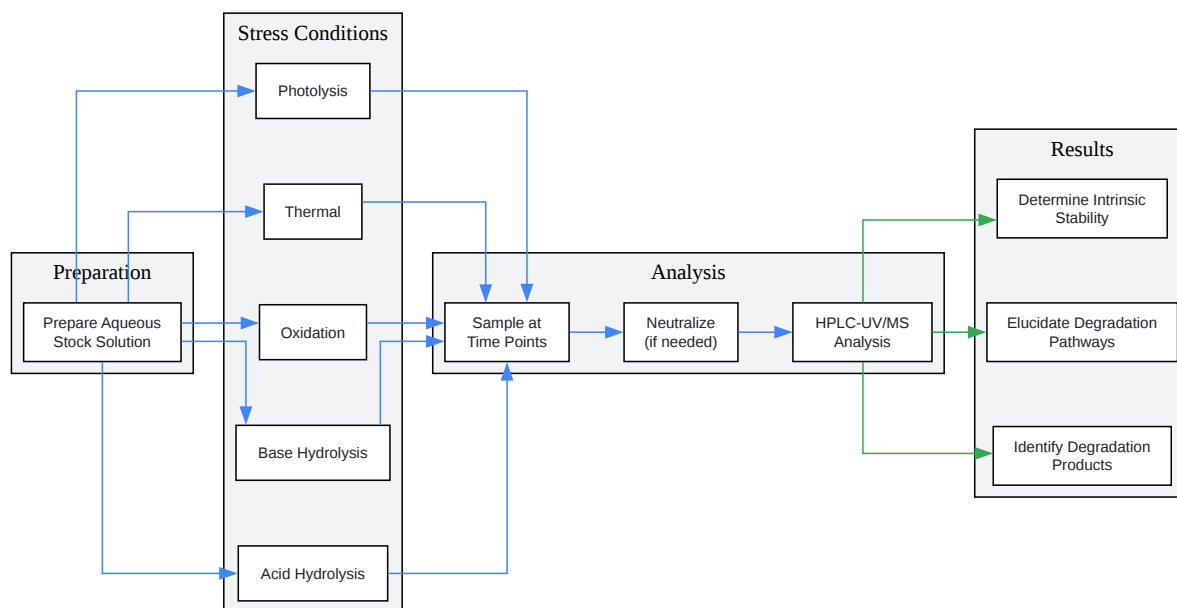 Stress Conditions
Photolysis
Thermal
Oxidation
Base Hydrolysis
Acid Hydrolysis
Preparation
Prepare Aqueous
Stock Solution
Analysis
Sample at
Time Points
Neutralize
(if needed)
HPLC-UV/MS
Analysis
Results
Determine Intrinsic
Stability
Elucidate Degradation
Pathways
Identify Degradation
Products